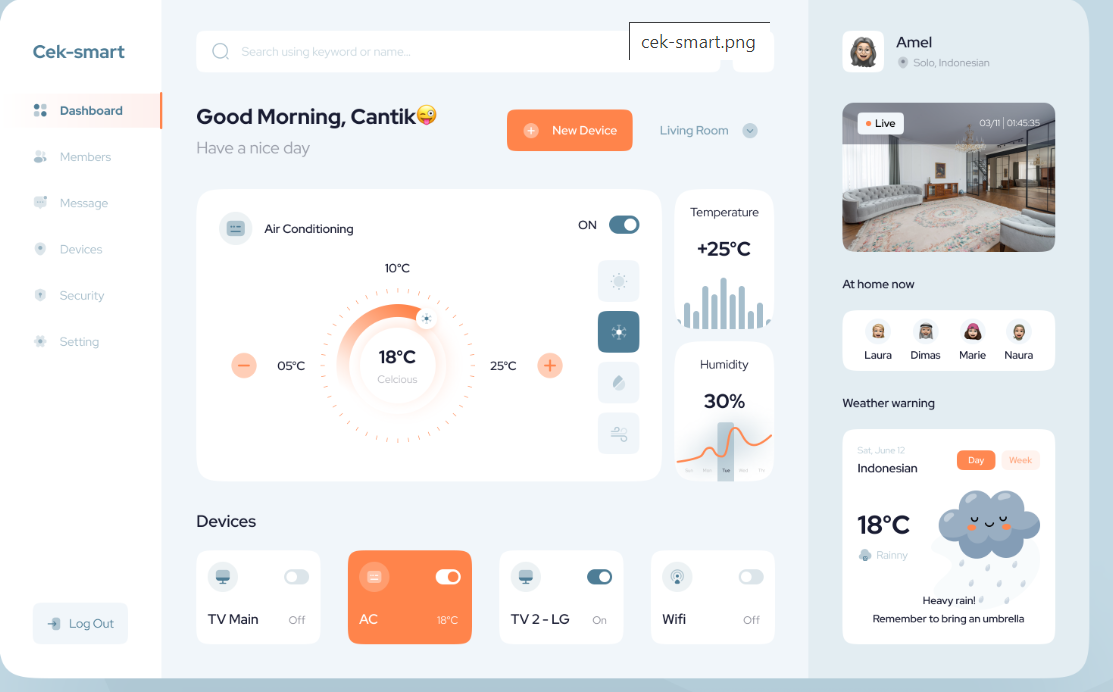 Cek-smart
Dashboard
Members
Message
Devices
Security
Setting
Log Out
Search using keyword or name...
cek-smart.png
Good Morning, Cantik😜
Have a nice day
New Device
Living Room
Air Conditioning
ON
10°C
05°C
18°C
Celcious
25°C
Temperature
+25°C
Humidity
30%
Tue
Devices
TV Main
Off
AC
18°C
TV 2 - LG
On
Wifi
Off
Amel
Solo, Indonesian
Live
03/11 | 01:45:35
At home now
Laura
Dimas
Marie
Naura
Weather warning
Sat, June 12
Indonesian
Day
Week
18°C
Rainny
Heavy rain!
Remember to bring an umbrella